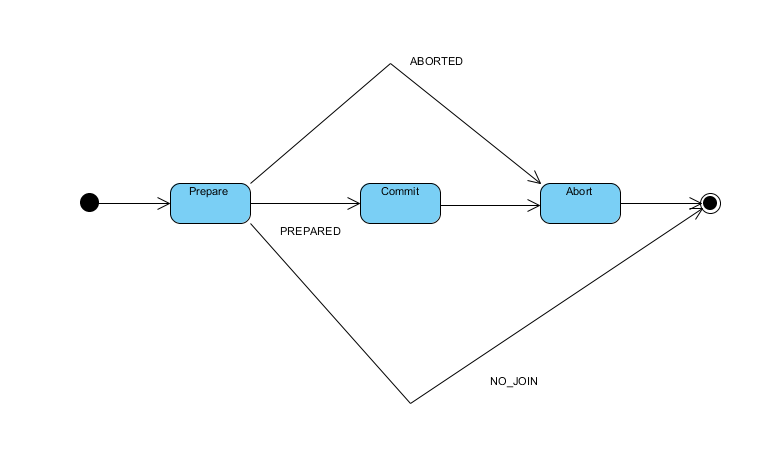 ABORTED
Prepare
Commit
Abort
PREPARED
NO_JOIN